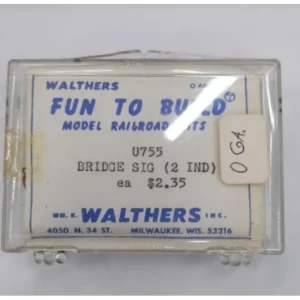 WALTHERS
FUN TO BUILD
MODEL RAILROAD KITS
U755
BRIDGE SIG (2 IND)
ea $2.35
O GA.
WM. K. WALTHERS INC.
4050 N. 34 ST. MILWAUKEE, WIS. 53216